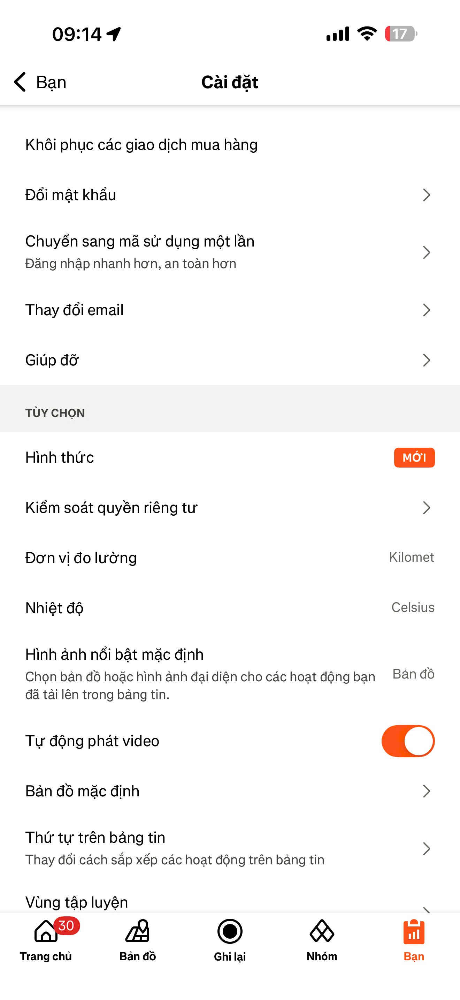 09:14
17
Bạn
Cài đặt
Khôi phục các giao dịch mua hàng
Đổi mật khẩu
Chuyển sang mã sử dụng một lần
Đăng nhập nhanh hơn, an toàn hơn
Thay đổi email
Giúp đỡ
TÙY CHỌN
Hình thức
MỚI
Kiểm soát quyền riêng tư
Đơn vị đo lường
Kilomet
Nhiệt độ
Celsius
Hình ảnh nổi bật mặc định
Chọn bản đồ hoặc hình ảnh đại diện cho các hoạt động bạn
đã tải lên trong bảng tin.
Bản đồ
Tự động phát video
Bản đồ mặc định
Thứ tự trên bảng tin
Thay đổi cách sắp xếp các hoạt động trên bảng tin
Vùng tập luyện
30
Trang chủ
Bản đồ
Ghi lại
Nhóm
Bạn